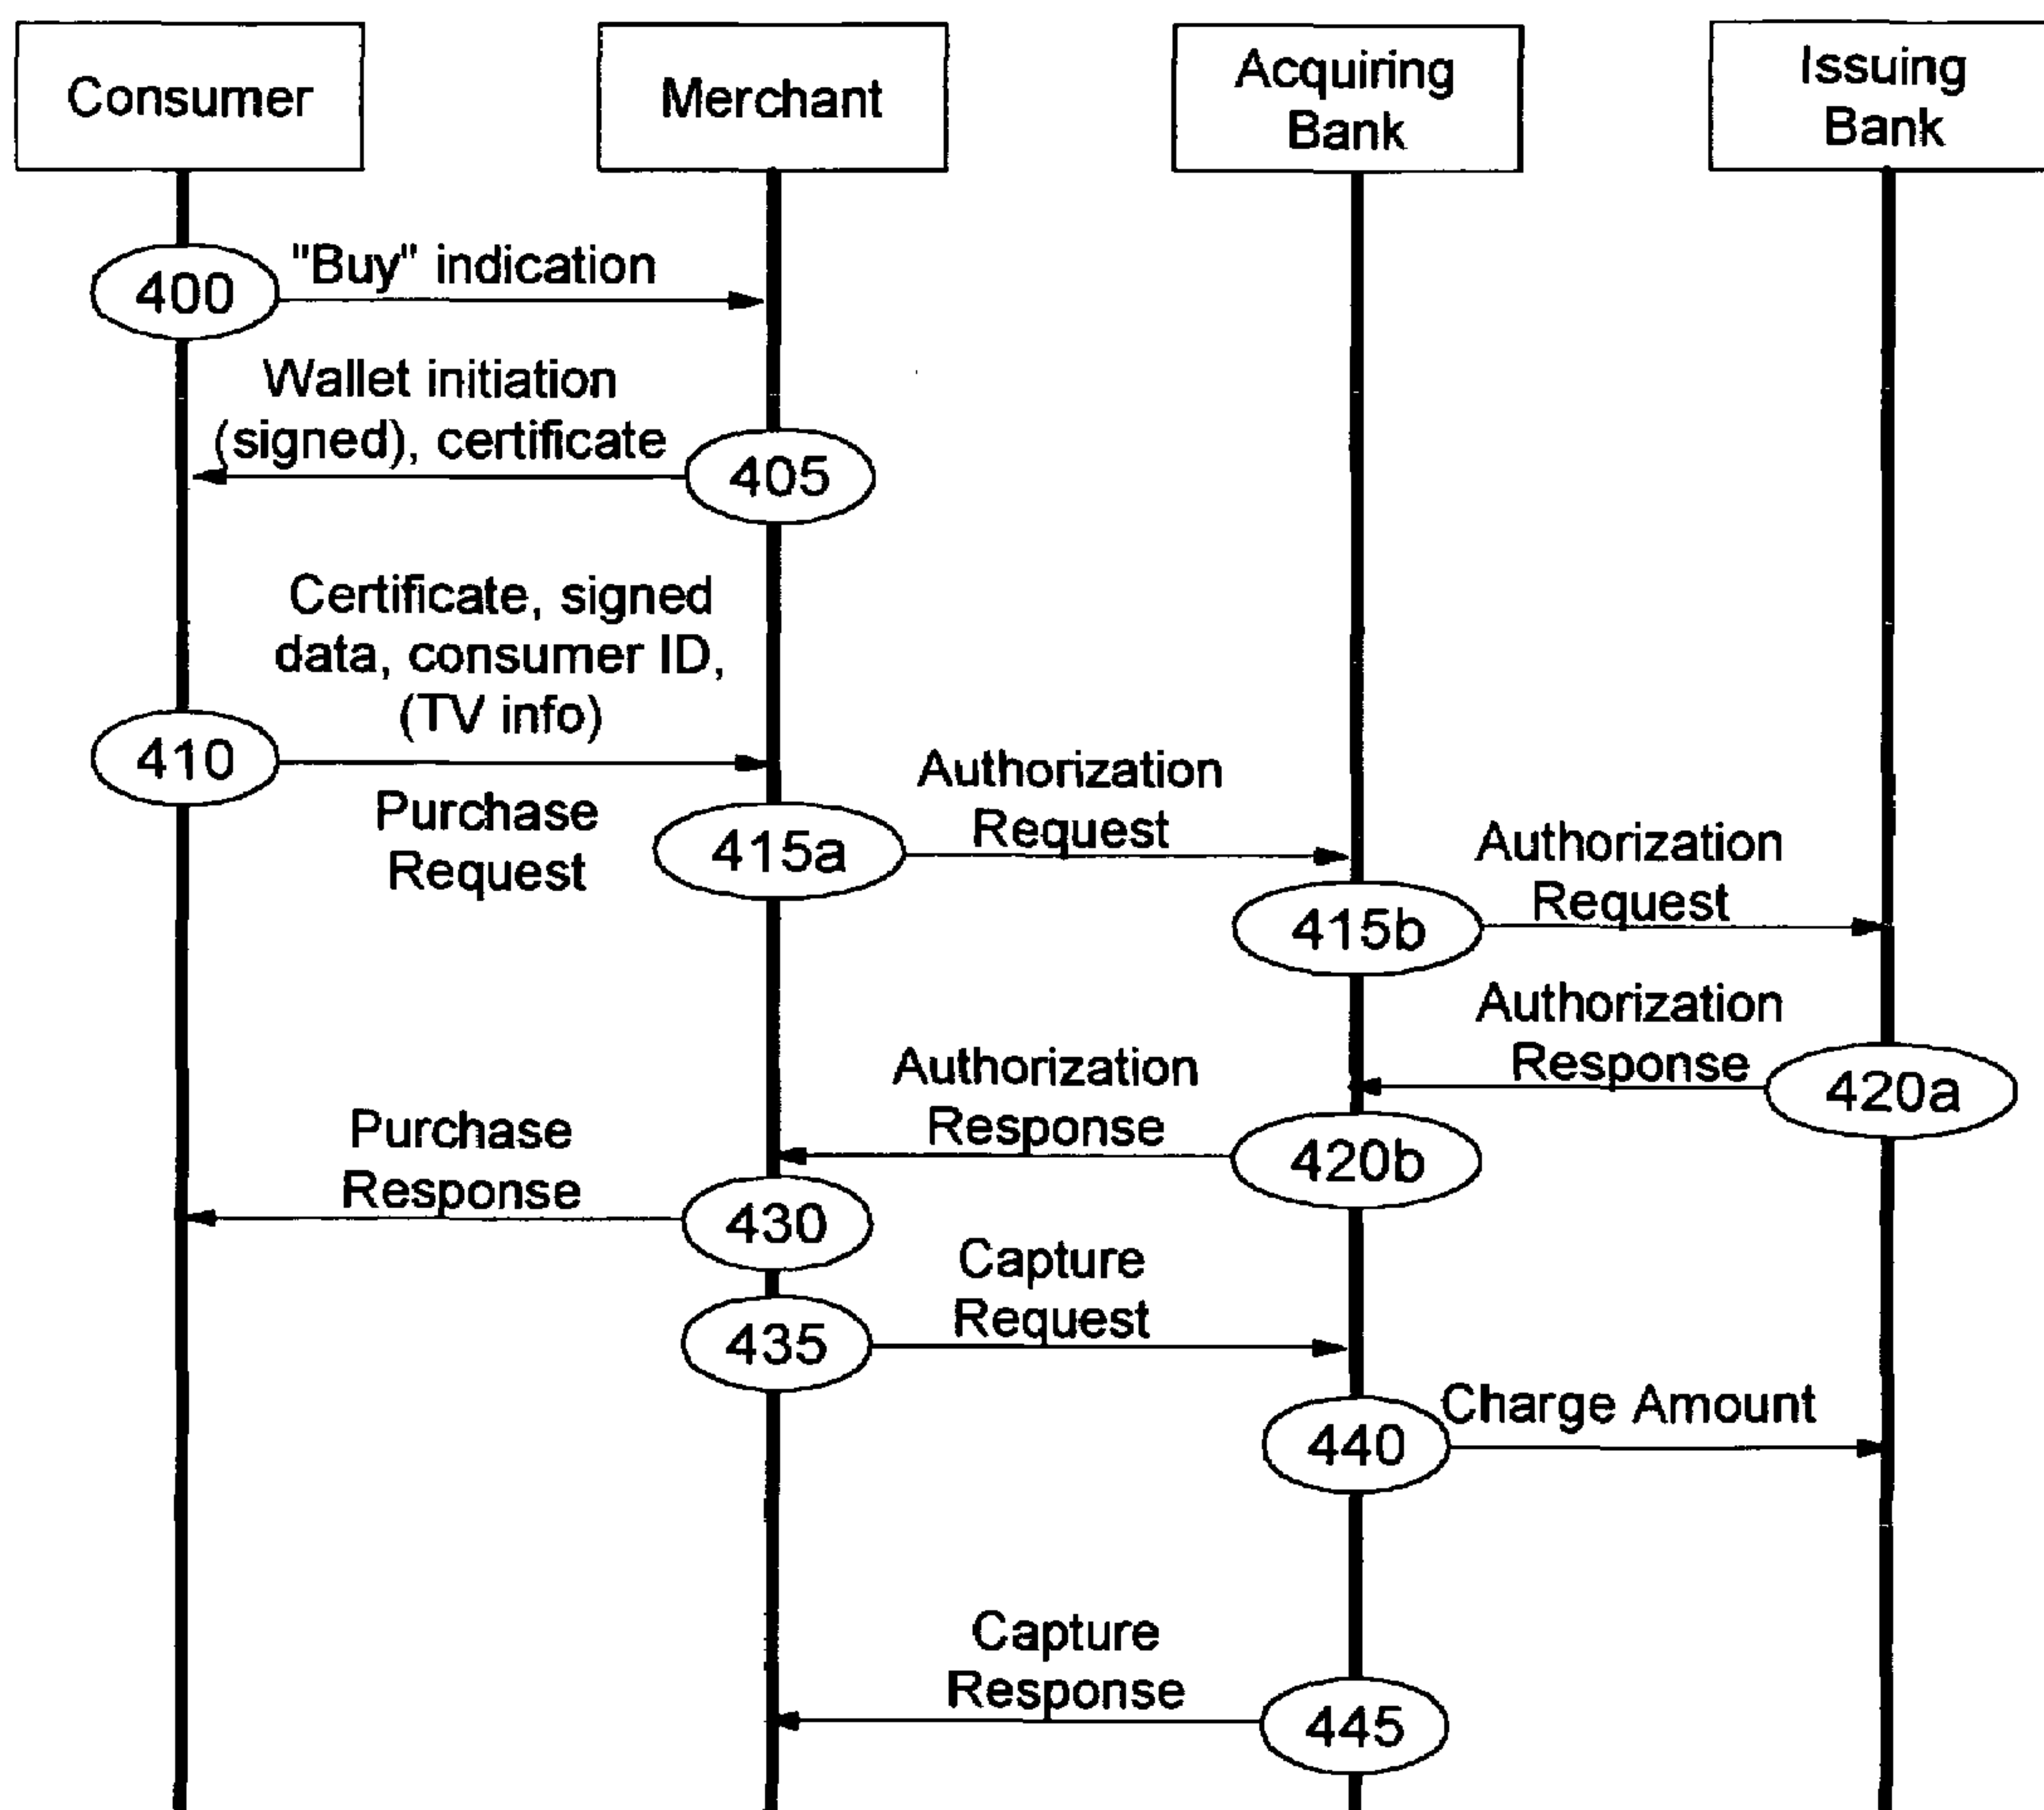 Consumer
Merchant
Acquiring
Bank
Issuing
Bank
400
"Buy" indication
Wallet initiation
(signed), certificate
405
Certificate, signed
data, consumer ID,
(TV info)
410
Purchase
Request
Authorization
Request
415a
Authorization
Request
415b
Authorization
Response
420a
Authorization
Response
420b
Purchase
Response
430
Capture
Request
435
Charge Amount
440
Capture
Response
445